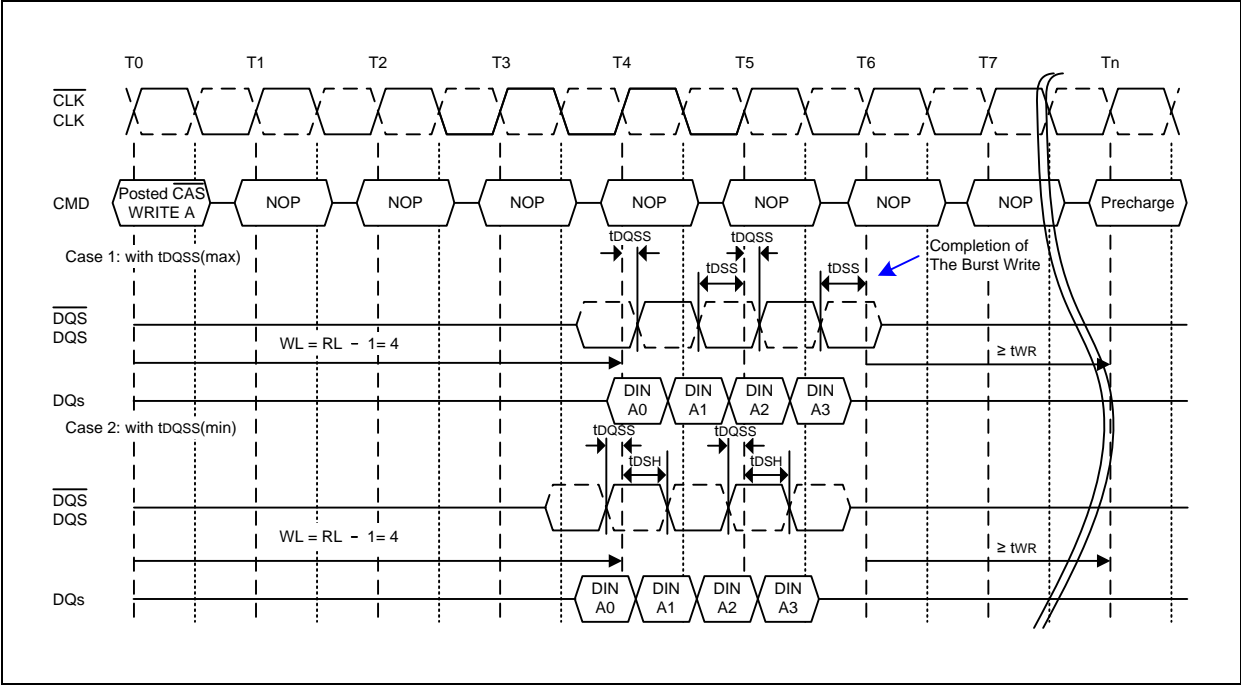 T0 T1 T2 T3 T4 T5 T6 T7 Tn
CLK
CLK
CMD
Posted CAS
WRITE A
NOP NOP NOP NOP NOP NOP NOP Precharge
Case 1: with tDQSS(max)
tDQSS tDQSS
tDSS tDSS
Completion of
The Burst Write
DQS
DQS
WL = RL - 1 = 4
≥ tWR
DQs
DIN DIN DIN DIN
A0 A1 A2 A3
Case 2: with tDQSS(min)
tDQSS tDQSS
tDSH tDSH
DQS
DQS
WL = RL - 1 = 4
≥ tWR
DQs
DIN DIN DIN DIN
A0 A1 A2 A3